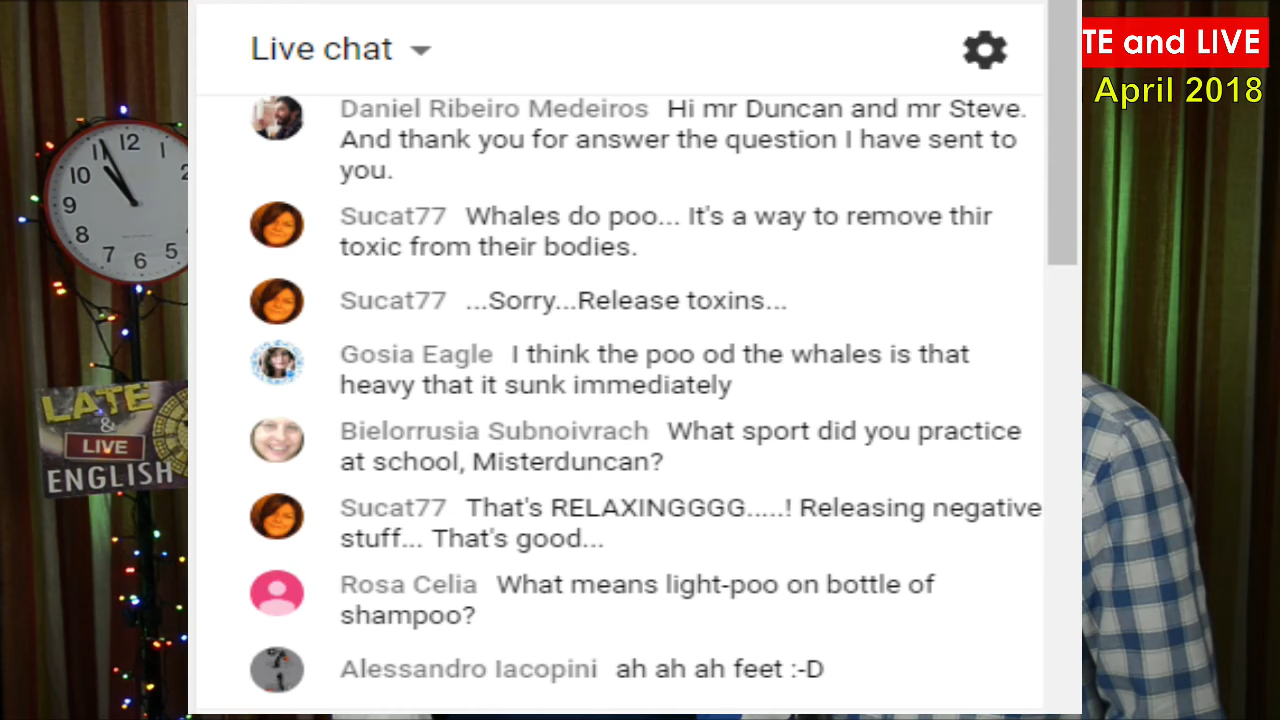 Live chat
TE and LIVE
April 2018
Daniel Ribeiro Medeiros Hi mr Duncan and mr Steve.
And thank you for answer the question I have sent to
you.
Sucat77 Whales do poo... It's a way to remove thir
toxic from their bodies.
Sucat77 ...Sorry...Release toxins...
Gosia Eagle I think the poo od the whales is that
heavy that it sunk immediately
Bielorrusia Subnoivrach What sport did you practice
at school, Misterduncan?
Sucat77 That's RELAXINGGGG.....! Releasing negative
stuff... That's good...
Rosa Celia What means light-poo on bottle of
shampoo?
Alessandro Iacopini ah ah ah feet :-D
11 12 1
10 2
9
8
7 6 5
LATE
&
LIVE
ENGLISH